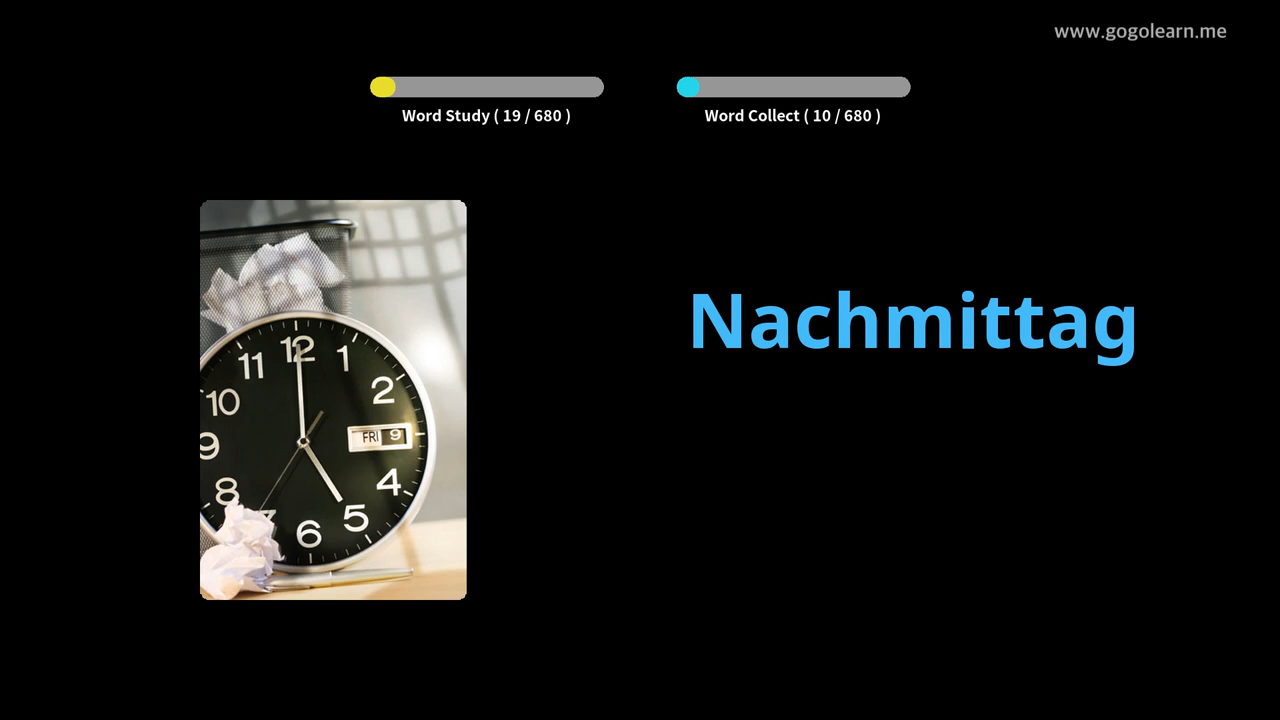 www.gogolearn.me
Word Study ( 19 / 680 )
Word Collect ( 10 / 680 )
Nachmittag
12
11
1
10
2
FRI 9
9
8
4
7
5
6